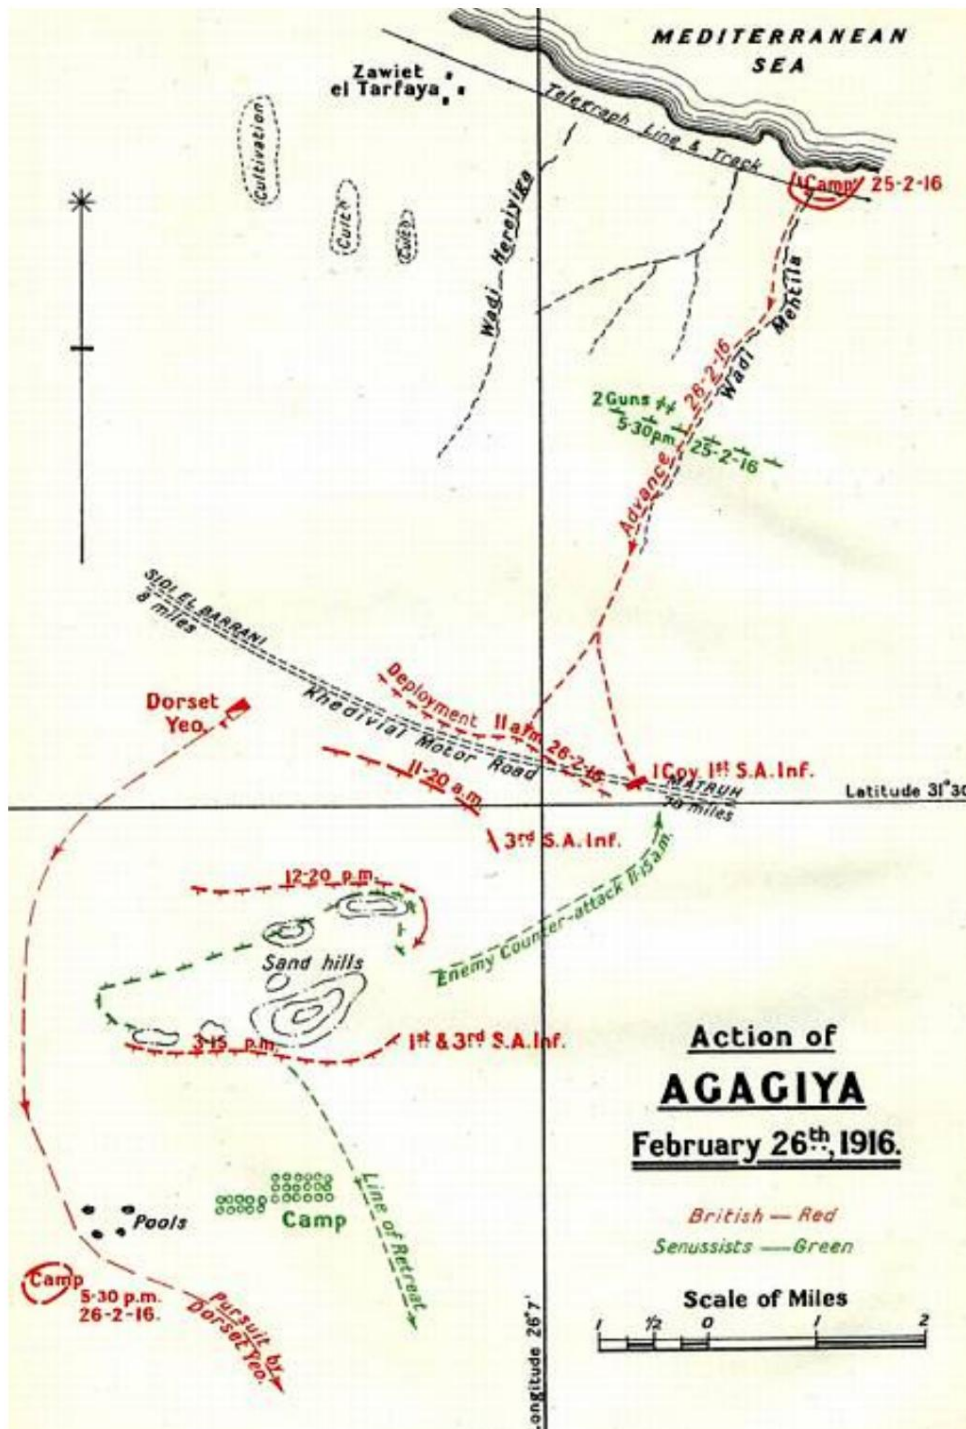 MEDITERRANEAN
SEA
Zawiet
el Tarfaya
Telegraph Line & Track
Cultivation
Cultn
Cultn
Camp 25-2-16
Wadi Hereiyiga
Wadi Mehtila
26-2-16
2 Guns
5·30 p.m. 25-2-16
Advance
SIDI EL BARRANI
8 miles
Dorset
Yeo.
Deployment 11 a.m. 26-2-16
Khedivial Motor Road
11·20 a.m.
1 Coy. 1st S.A. Inf.
MATRUH
Latitude 31°30
3rd S.A. Inf.
12·20 p.m.
Enemy Counter-attack 11·15 a.m.
Sand hills
3·15 p.m.
1st & 3rd S.A. Inf.
Action of
AGAGIYA
February 26th, 1916.
Line of Retreat
Camp
Pools
British — Red
Senussists — Green
Camp
5·30 p.m.
26-2-16.
Pursuit by
Dorset Yeo.
Longitude 26°7'
Scale of Miles
1 ½ 0 1 2